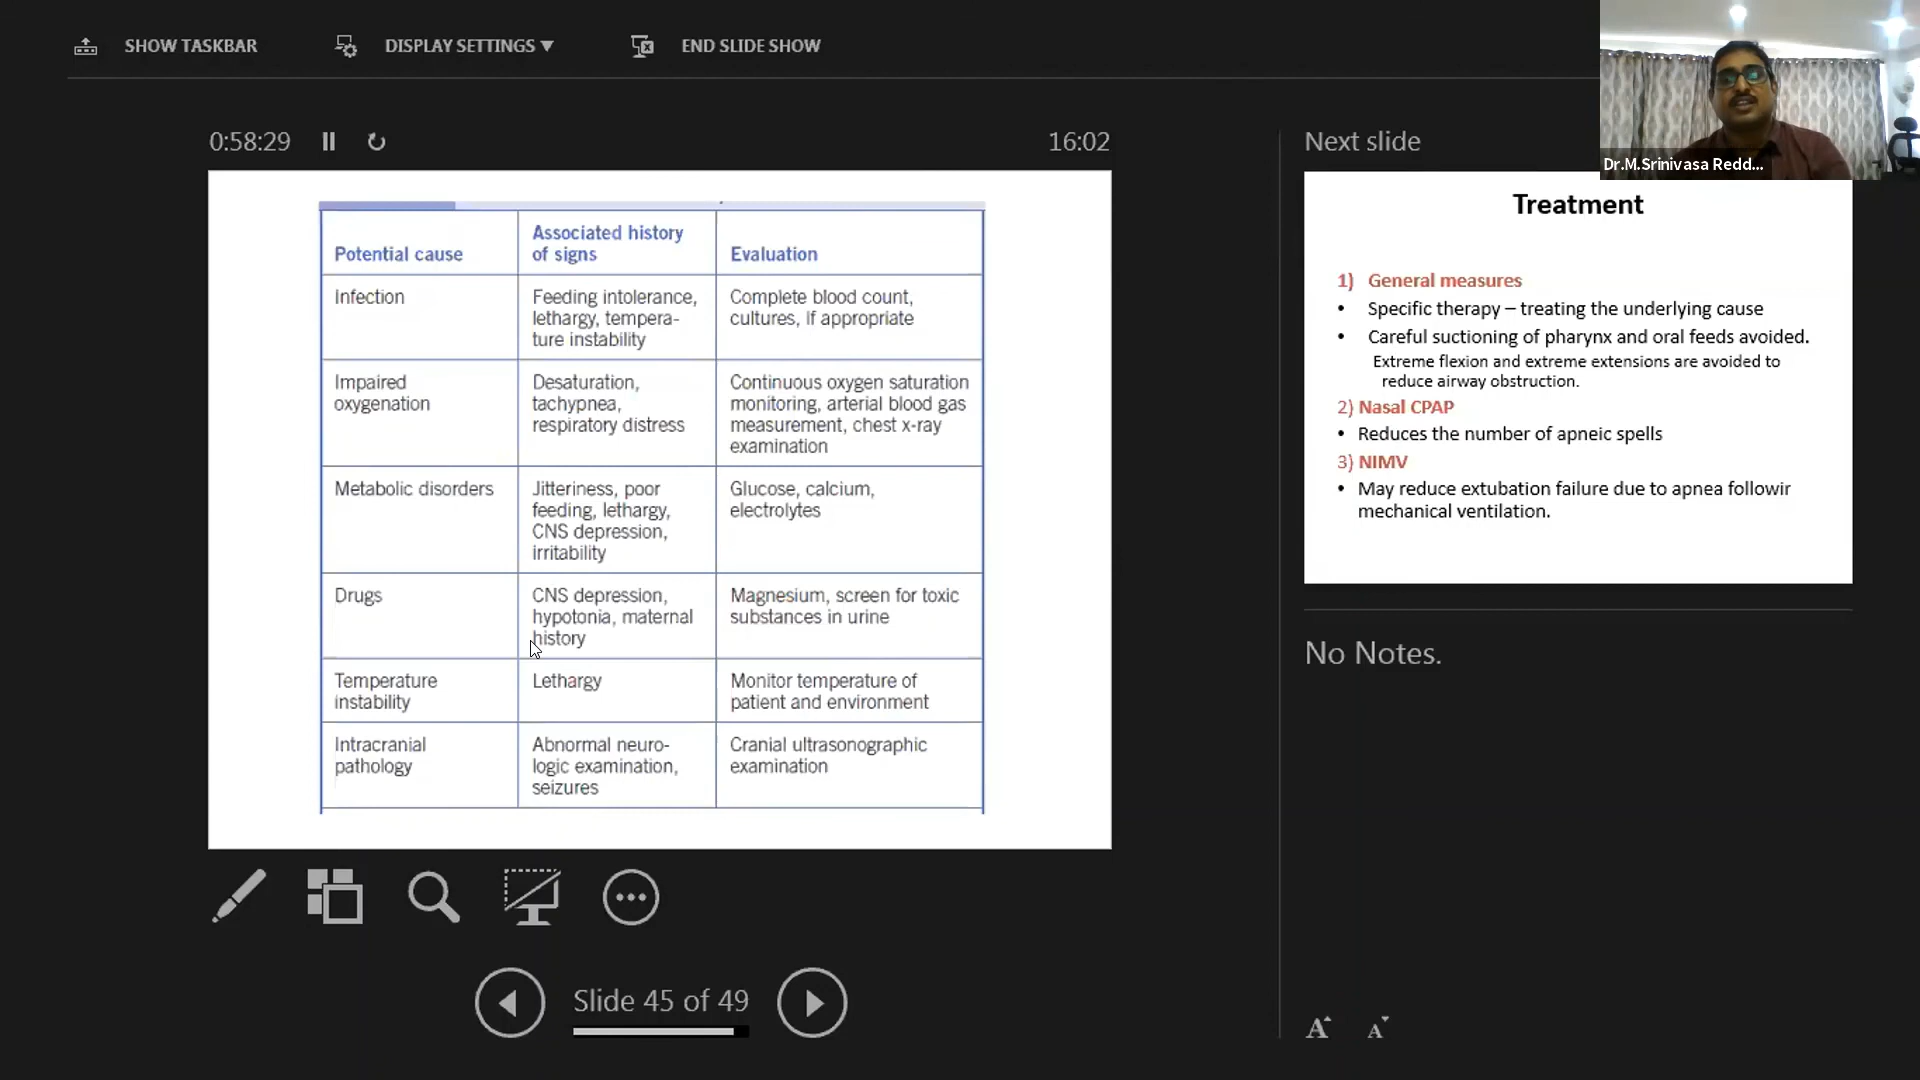 SHOW TASKBAR
DISPLAY SETTINGS ▼
END SLIDE SHOW
0:58:29
16:02
Next slide
Dr.M.Srinivasa Redd...
Potential cause
Associated history
of signs
Evaluation
Infection
Feeding intolerance,
lethargy, tempera-
ture instability
Complete blood count,
cultures, if appropriate
Impaired
oxygenation
Desaturation,
tachypnea,
respiratory distress
Continuous oxygen saturation
monitoring, arterial blood gas
measurement, chest x-ray
examination
Metabolic disorders
Jitteriness, poor
feeding, lethargy,
CNS depression,
irritability
Glucose, calcium,
electrolytes
Drugs
CNS depression,
hypotonia, maternal
history
Magnesium, screen for toxic
substances in urine
Temperature
instability
Lethargy
Monitor temperature of
patient and environment
Intracranial
pathology
Abnormal neuro-
logic examination,
seizures
Cranial ultrasonographic
examination
Treatment
1) General measures
• Specific therapy – treating the underlying cause
• Careful suctioning of pharynx and oral feeds avoided.
Extreme flexion and extreme extensions are avoided to
reduce airway obstruction.
2) Nasal CPAP
• Reduces the number of apneic spells
3) NIMV
• May reduce extubation failure due to apnea followir
mechanical ventilation.
No Notes.
Slide 45 of 49
A A